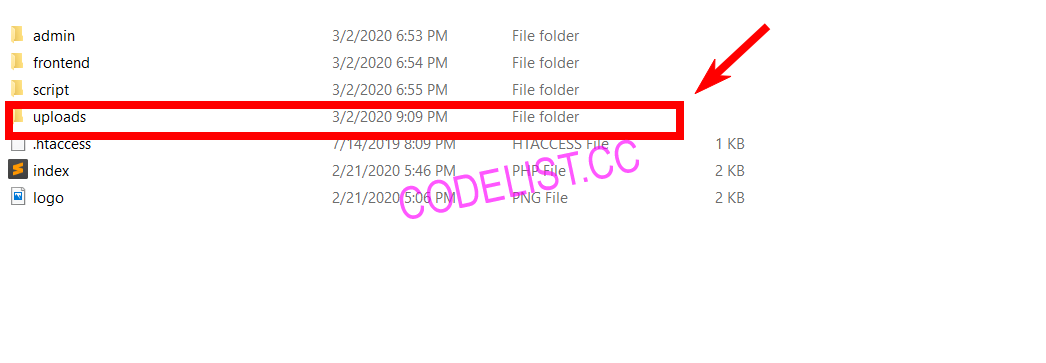 admin 3/2/2020 6:53 PM File folder
frontend 3/2/2020 6:54 PM File folder
script 3/2/2020 6:55 PM File folder
uploads 3/2/2020 9:09 PM File folder
.htaccess 7/14/2019 8:09 PM HTACCESS File 1 KB
index 2/21/2020 5:46 PM PHP File 2 KB
logo 2/21/2020 5:06 PM PNG File 2 KB
CODELIST.CC